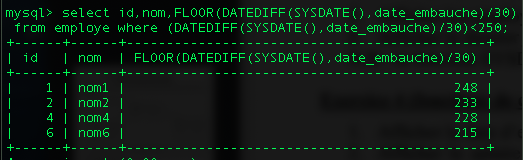 mysql> select id,nom,FLOOR(DATEDIFF(SYSDATE(),date_embauche)/30)
from employe where (DATEDIFF(SYSDATE(),date_embauche)/30)<250;
+------+------+---------------------------------------------+
| id | nom | FLOOR(DATEDIFF(SYSDATE(),date_embauche)/30) |
+------+------+---------------------------------------------+
| 1 | nom1 | 248 |
| 2 | nom2 | 233 |
| 4 | nom4 | 228 |
| 6 | nom6 | 215 |
+------+------+---------------------------------------------+